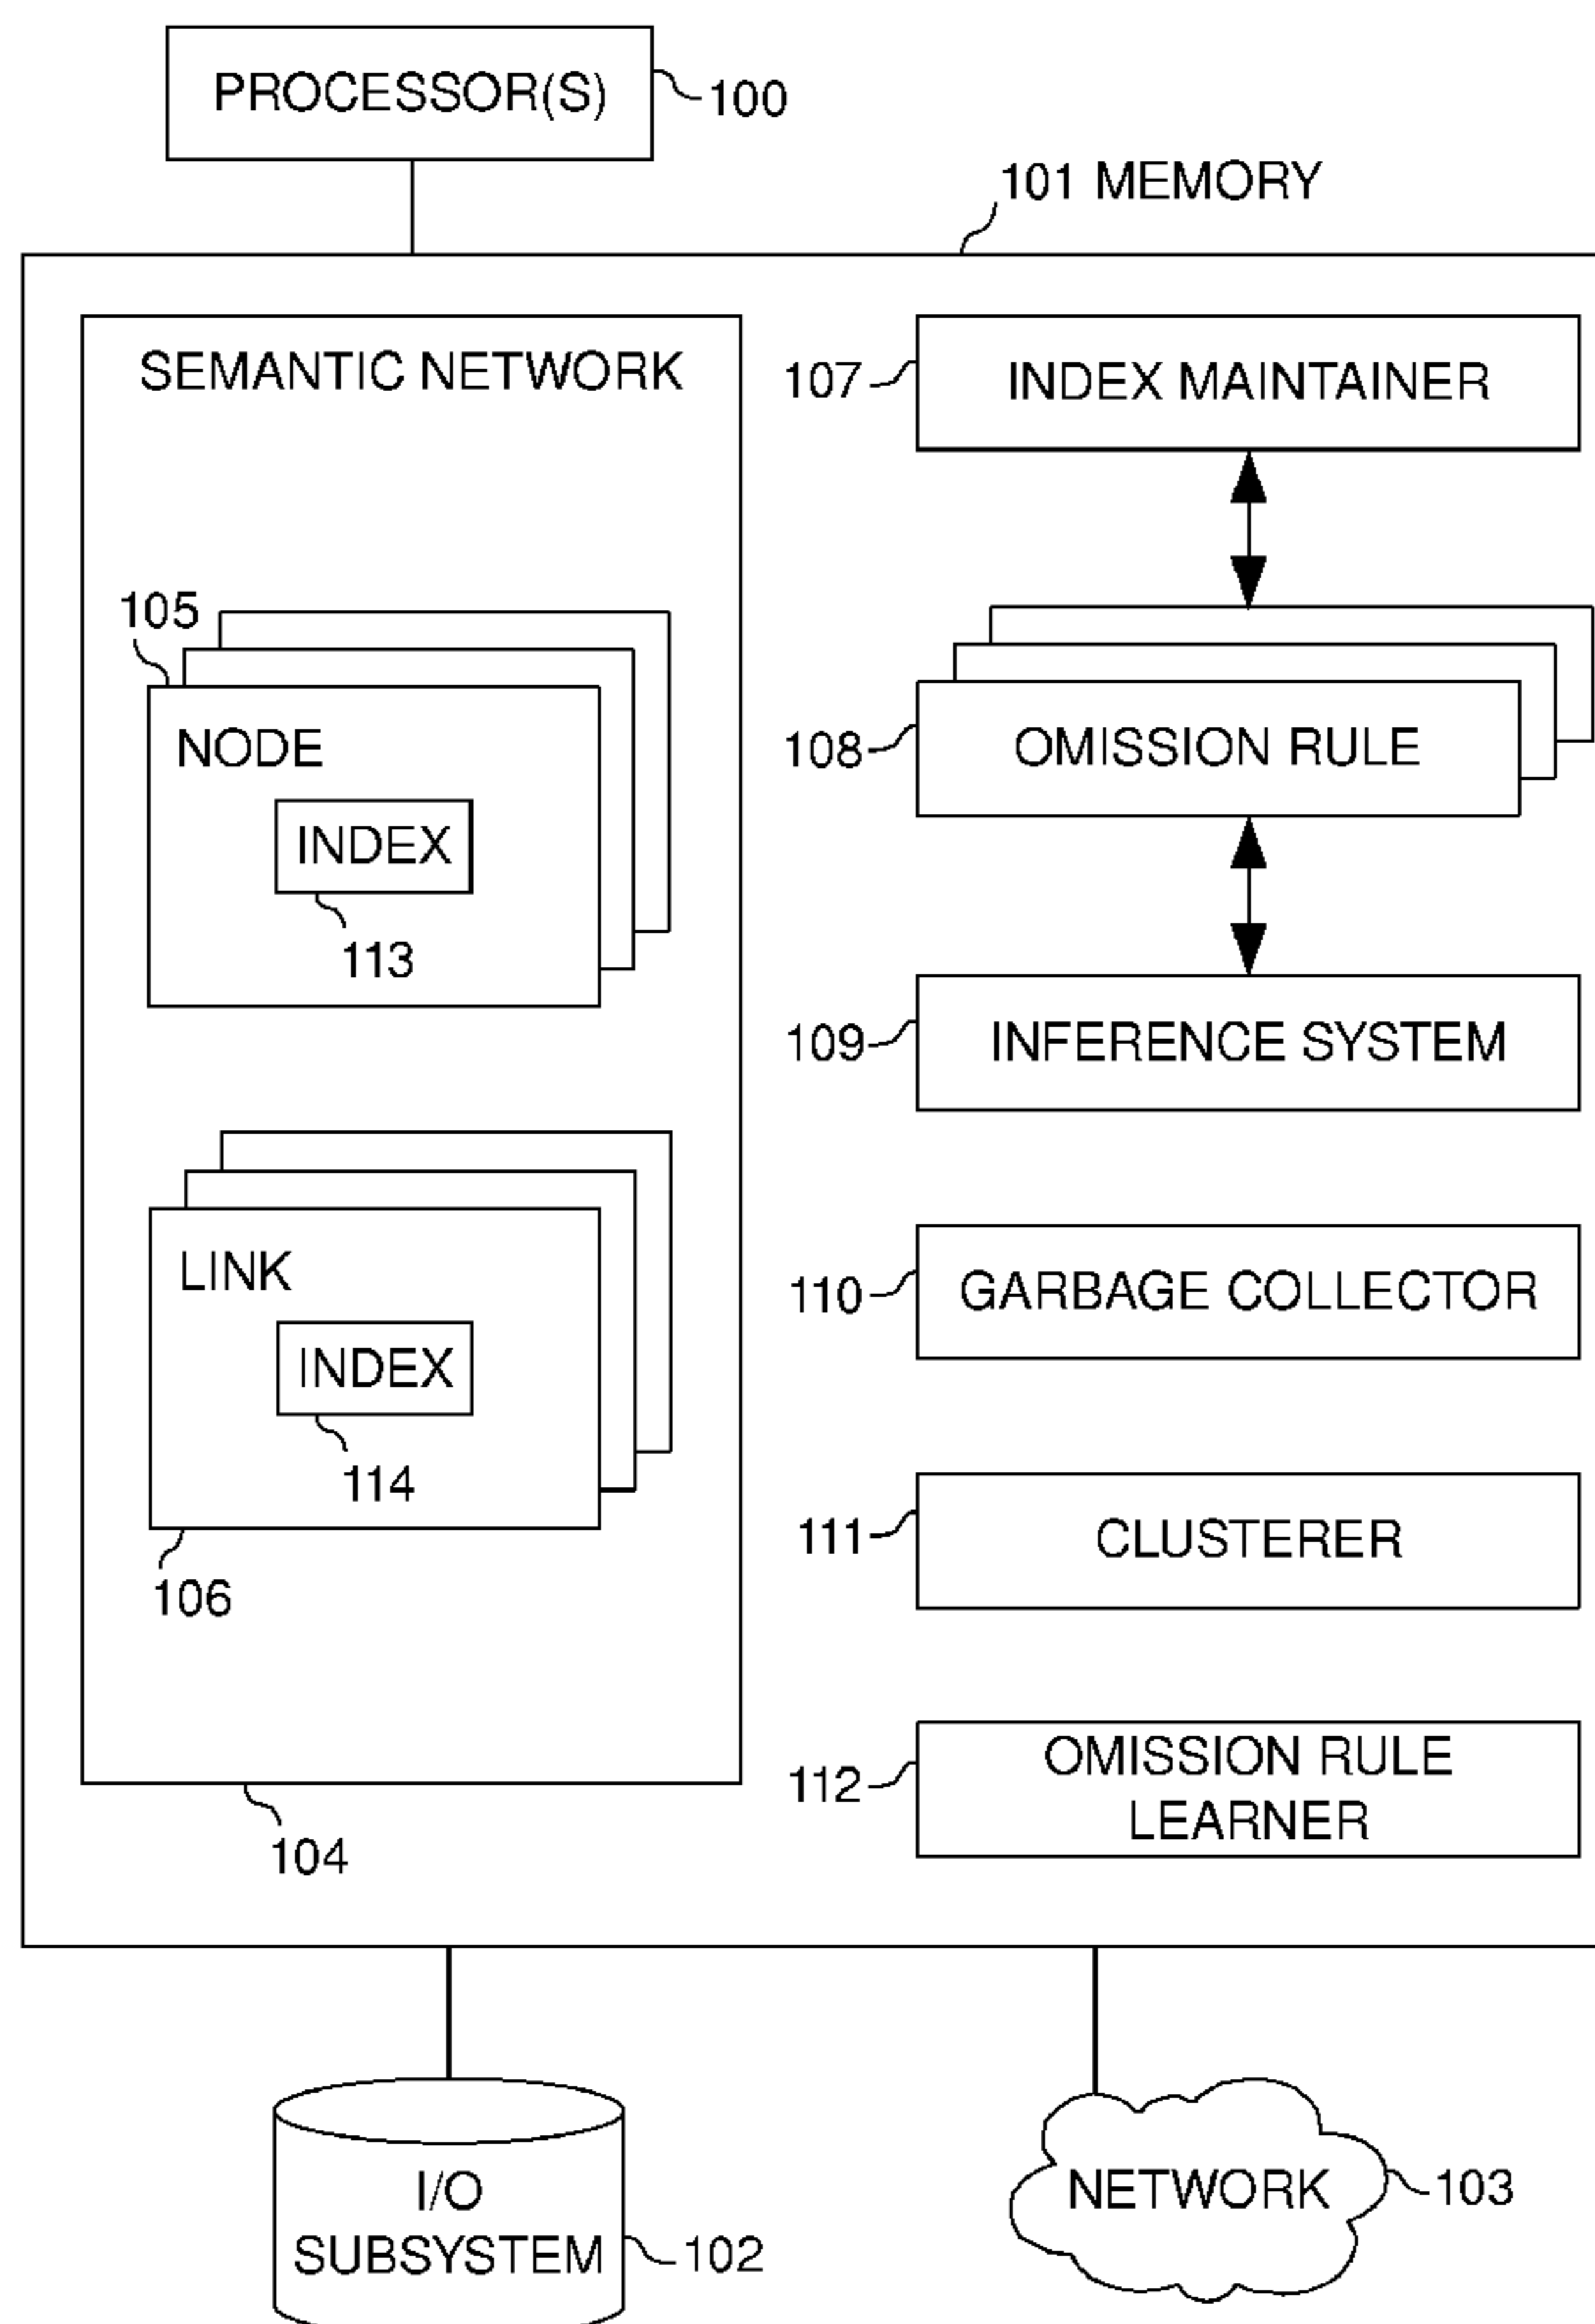 PROCESSOR(S)
100
101 MEMORY
SEMANTIC NETWORK
107
INDEX MAINTAINER
105
NODE
INDEX
113
108
OMISSION RULE
109
INFERENCE SYSTEM
LINK
INDEX
114
106
110
GARBAGE COLLECTOR
111
CLUSTERER
112
OMISSION RULE
LEARNER
104
I/O
SUBSYSTEM
102
NETWORK
103